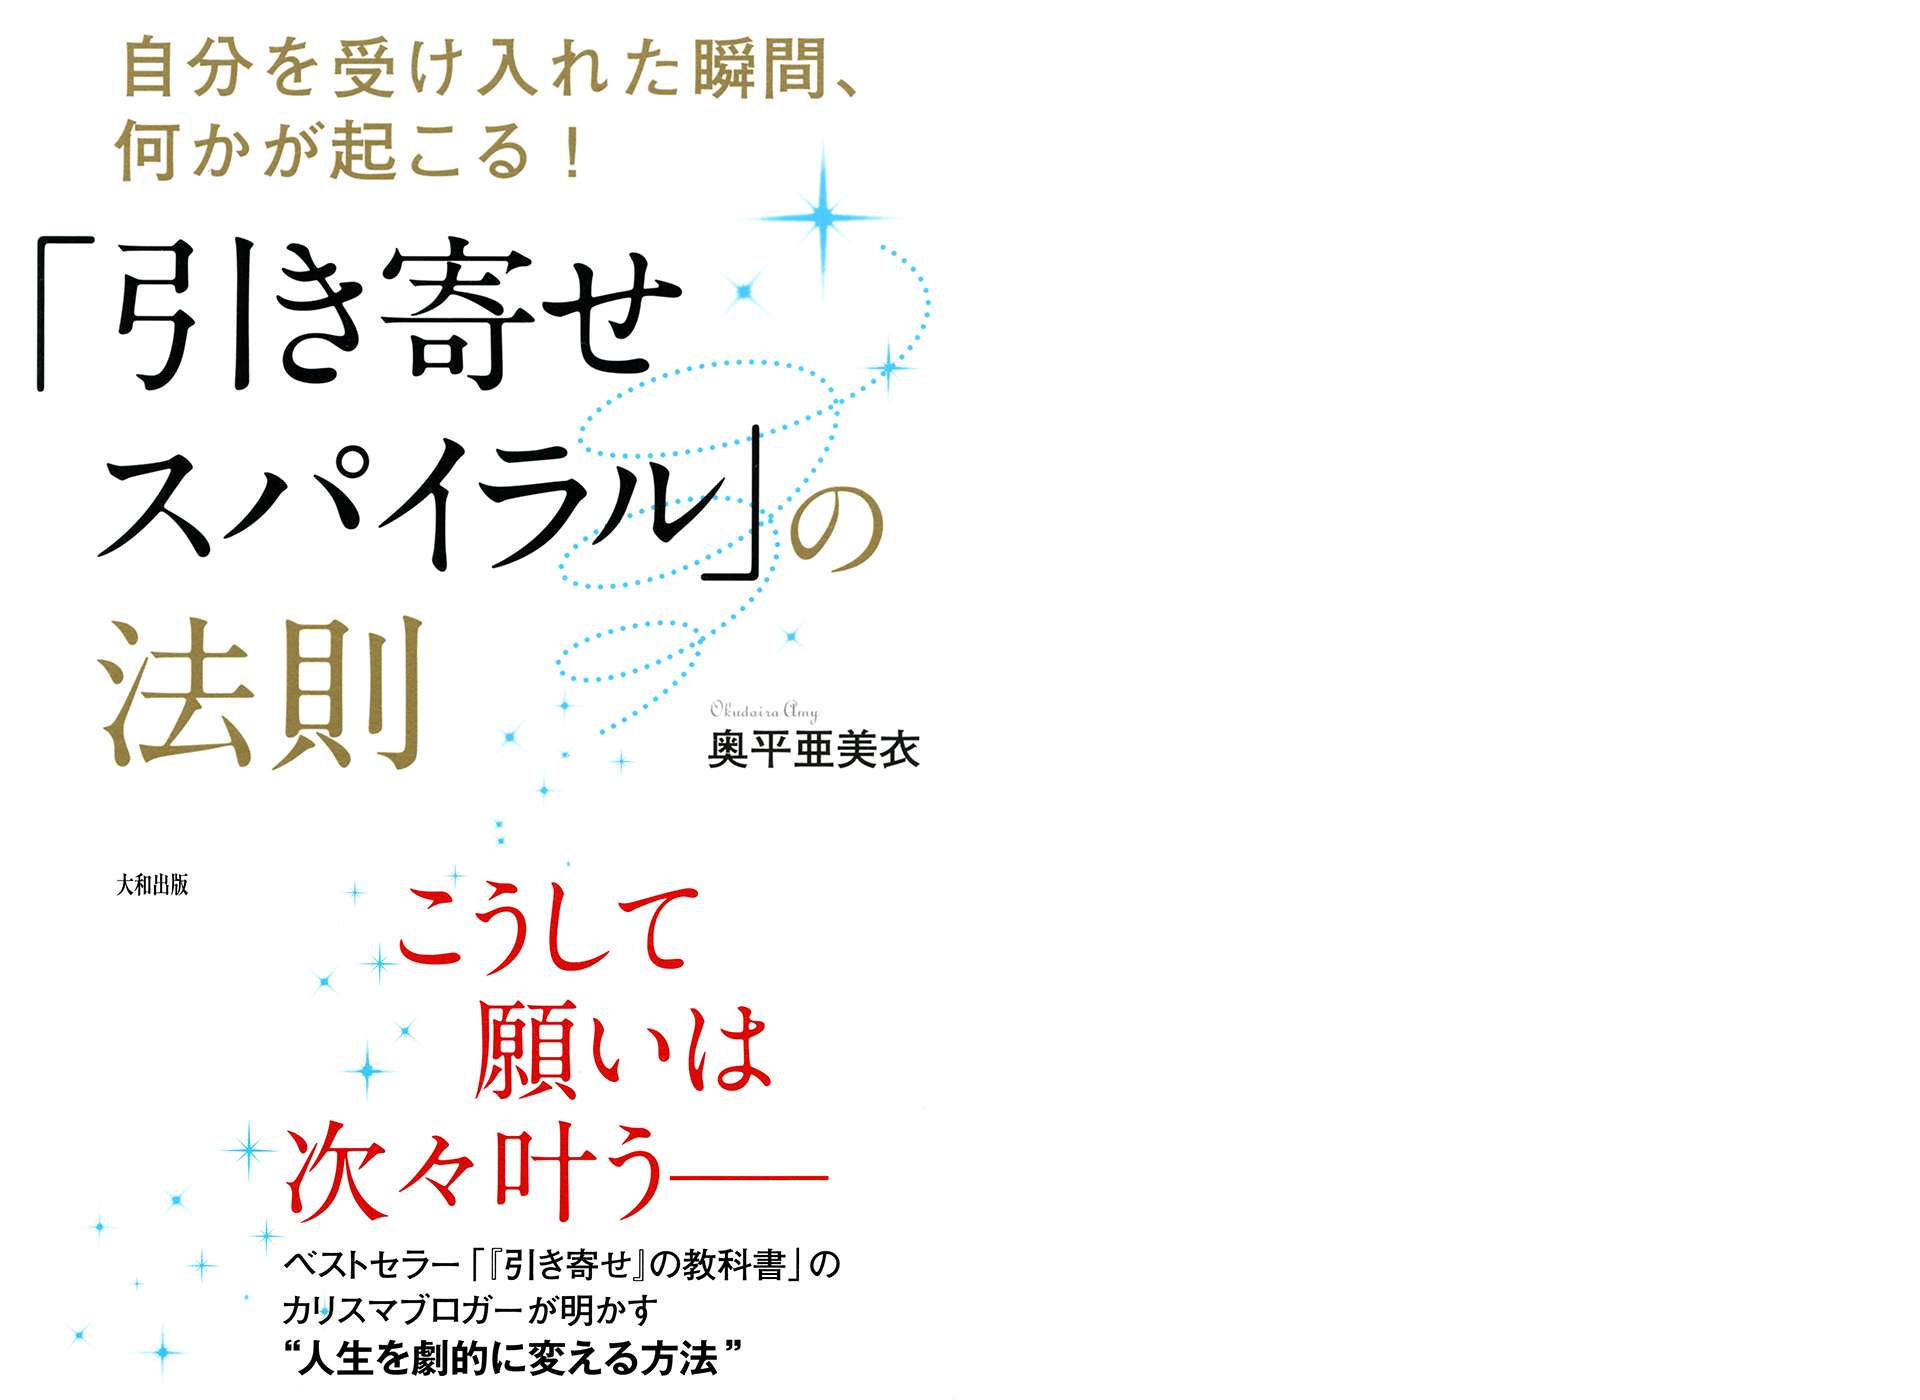 自分を受け入れた瞬間、
何かが起こる！
「引き寄せ
スパイラル」の
法則
Okudaira Amy
奥平亜美衣
大和出版
こうして
願いは
次々叶う――
ベストセラー「『引き寄せ』の教科書」の
カリスマブロガーが明かす
“人生を劇的に変える方法”